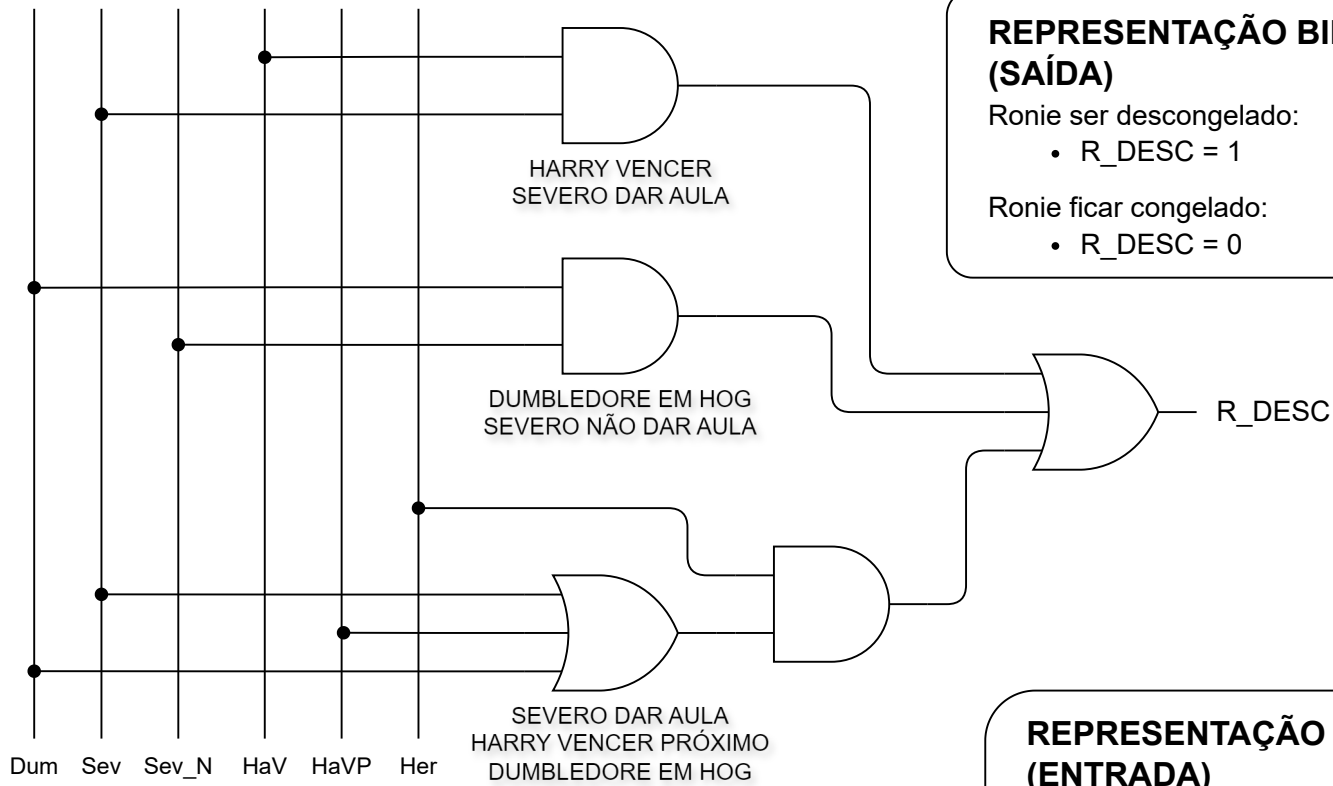 REPRESENTAÇÃO
(SAÍDA)
Ronie ser descongelado:
• R_DESC = 1
Ronie ficar congelado:
• R_DESC = 0
HARRY VENCER
SEVERO DAR AULA
DUMBLEDORE EM HOG
SEVERO NÃO DAR AULA
R_DESC
SEVERO DAR AULA
HARRY VENCER PRÓXIMO
DUMBLEDORE EM HOG
Dum Sev Sev_N HaV HaVP Her
REPRESENTAÇÃO
(ENTRADA)